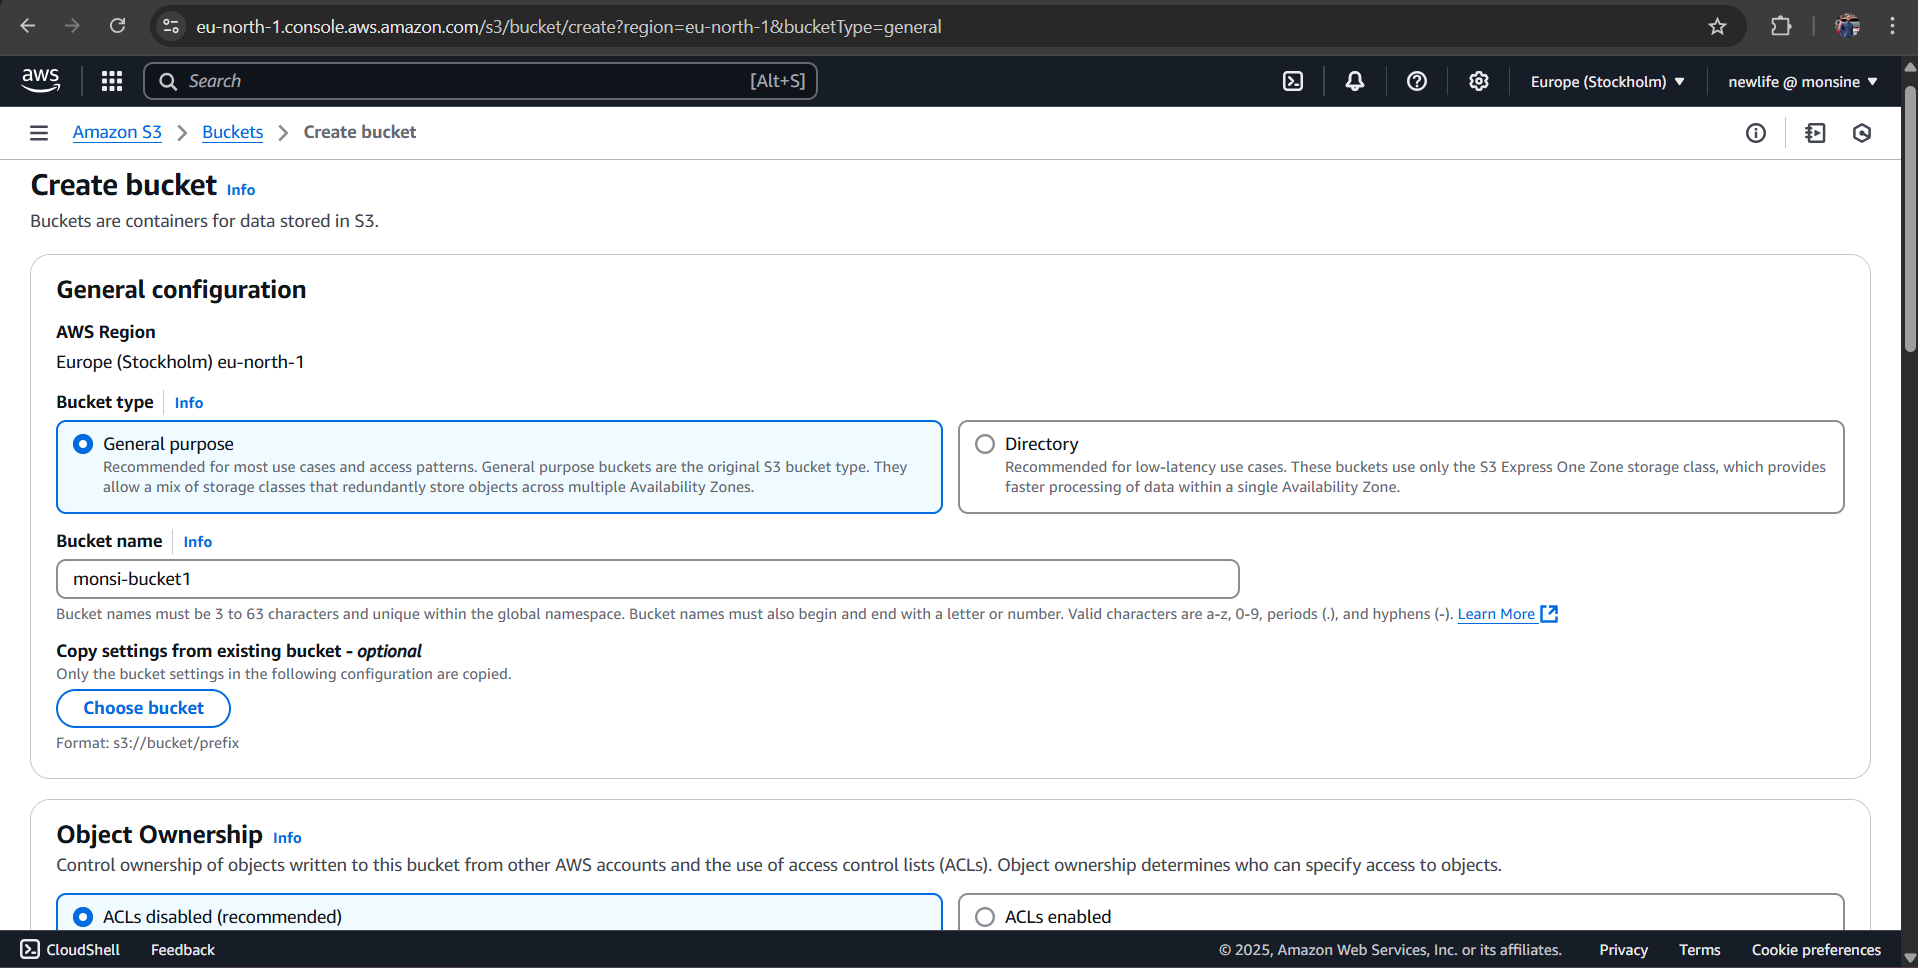 eu-north-1.console.aws.amazon.com/s3/bucket/create?region=eu-north-1&bucketType=general
aws
Search [Alt+S]
Europe (Stockholm)
newlife @ monsine
Amazon S3 > Buckets > Create bucket
Create bucket Info
Buckets are containers for data stored in S3.
General configuration
AWS Region
Europe (Stockholm) eu-north-1
Bucket type Info
General purpose
Recommended for most use cases and access patterns. General purpose buckets are the original S3 bucket type. They
allow a mix of storage classes that redundantly store objects across multiple Availability Zones.
Directory
Recommended for low-latency use cases. These buckets use only the S3 Express One Zone storage class, which provides
faster processing of data within a single Availability Zone.
Bucket name Info
monsi-bucket1
Bucket names must be 3 to 63 characters and unique within the global namespace. Bucket names must also begin and end with a letter or number. Valid characters are a-z, 0-9, periods (.), and hyphens (-). Learn More
Copy settings from existing bucket - optional
Only the bucket settings in the following configuration are copied.
Choose bucket
Format: s3://bucket/prefix
Object Ownership Info
Control ownership of objects written to this bucket from other AWS accounts and the use of access control lists (ACLs). Object ownership determines who can specify access to objects.
ACLs disabled (recommended)
ACLs enabled
CloudShell Feedback © 2025, Amazon Web Services, Inc. or its affiliates. Privacy Terms Cookie preferences